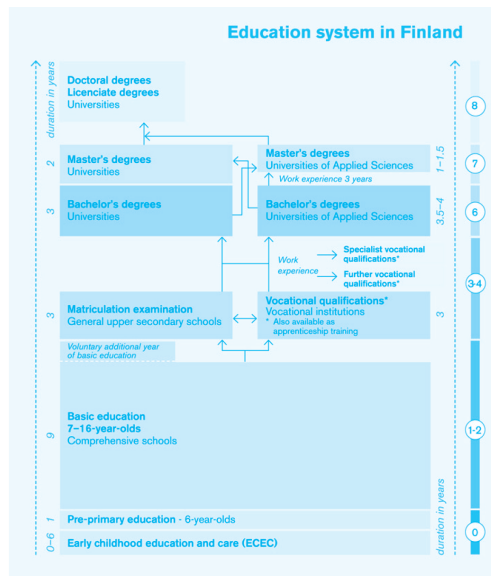 Education system in Finland
duration in years
Doctoral degrees
Licenciate degrees
Universities
8
2
Master's degrees
Universities
Master's degrees
Universities of Applied Sciences
1–1.5
7
Work experience 3 years
3
Bachelor's degrees
Universities
Bachelor's degrees
Universities of Applied Sciences
3.5–4
6
Work
experience
Specialist vocational
qualifications*
Further vocational
qualifications*
3-4
3
Matriculation examination
General upper secondary schools
Vocational qualifications*
Vocational institutions
* Also available as
apprenticeship training
3
Voluntary additional year
of basic education
9
Basic education
7–16-year-olds
Comprehensive schools
1-2
duration in years
1
Pre-primary education - 6-year-olds
0–6
Early childhood education and care (ECEC)
0